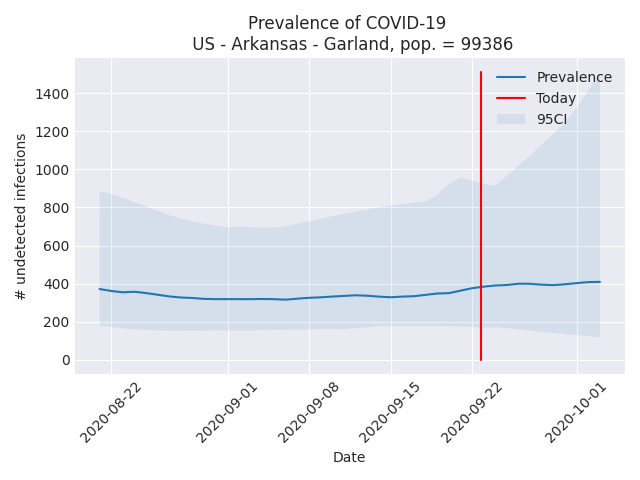 Prevalence of COVID-19
US - Arkansas - Garland, pop. = 99386
Prevalence
Today
95CI
1400
1200
1000
800
600
400
200
0
# undetected infections
2020-08-22
2020-09-01
2020-09-08
2020-09-15
2020-09-22
2020-10-01
Date